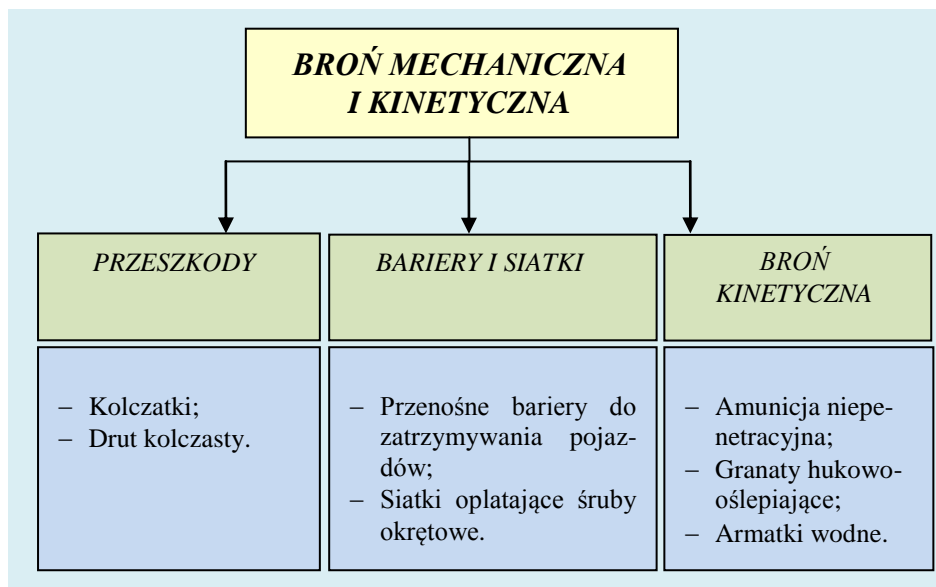 BROŃ MECHANICZNA
I KINETYCZNA
PRZESZKODY
BARIERY I SIATKI
BROŃ
KINETYCZNA
– Kolczatki;
– Drut kolczasty.
– Przenośne bariery do
zatrzymywania pojaz-
dów;
– Siatki oplatające śruby
okrętowe.
– Amunicja niepe-
netracyjna;
– Granaty hukowo-
oślepiające;
– Armatki wodne.